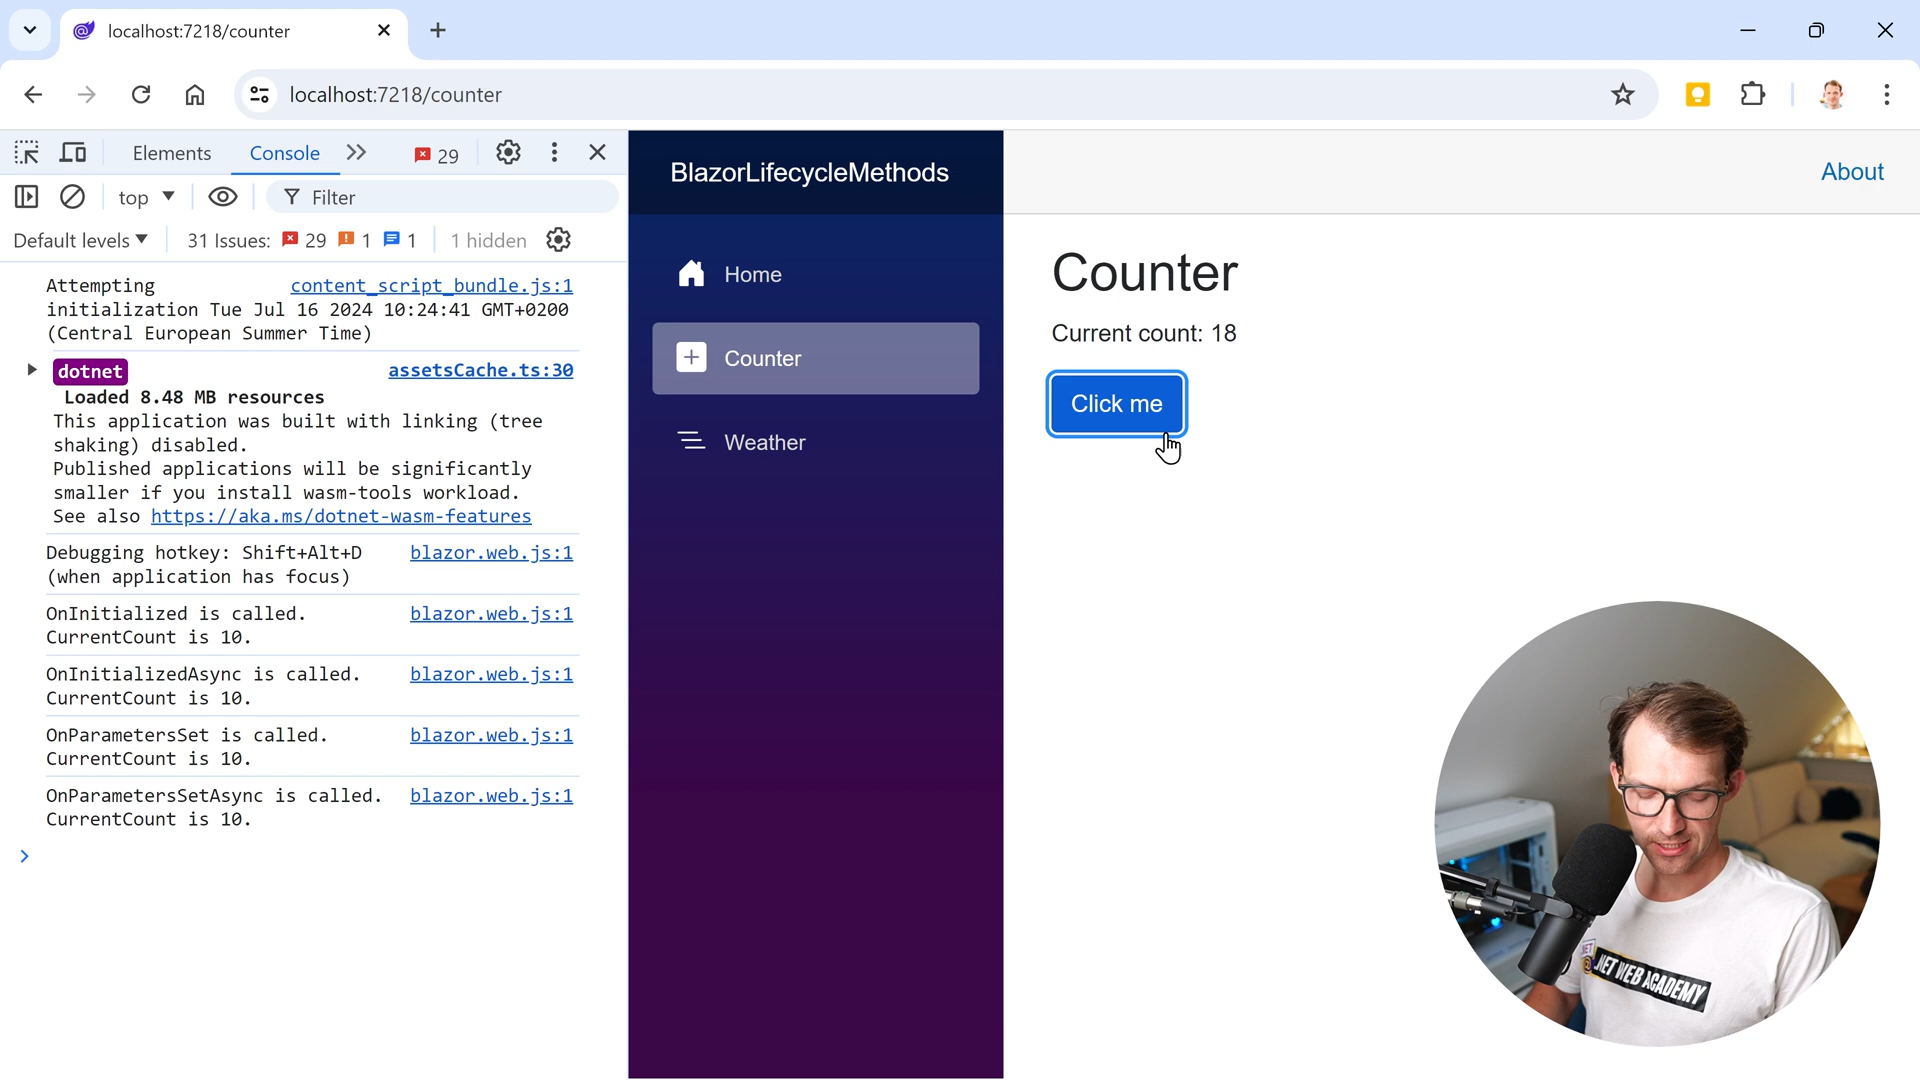 localhost:7218/counter
localhost:7218/counter
Elements
Console
29
top
Filter
Default levels
31 Issues: 29 1 1
1 hidden
Attempting content_script_bundle.js:1
initialization Tue Jul 16 2024 10:24:41 GMT+0200
(Central European Summer Time)
dotnet assetsCache.ts:30
Loaded 8.48 MB resources
This application was built with linking (tree
shaking) disabled.
Published applications will be significantly
smaller if you install wasm-tools workload.
See also https://aka.ms/dotnet-wasm-features
Debugging hotkey: Shift+Alt+D blazor.web.js:1
(when application has focus)
OnInitialized is called. blazor.web.js:1
CurrentCount is 10.
OnInitializedAsync is called. blazor.web.js:1
CurrentCount is 10.
OnParametersSet is called. blazor.web.js:1
CurrentCount is 10.
OnParametersSetAsync is called. blazor.web.js:1
CurrentCount is 10.
BlazorLifecycleMethods
Home
Counter
Weather
About
Counter
Current count: 18
Click me
.NET WEB ACADEMY